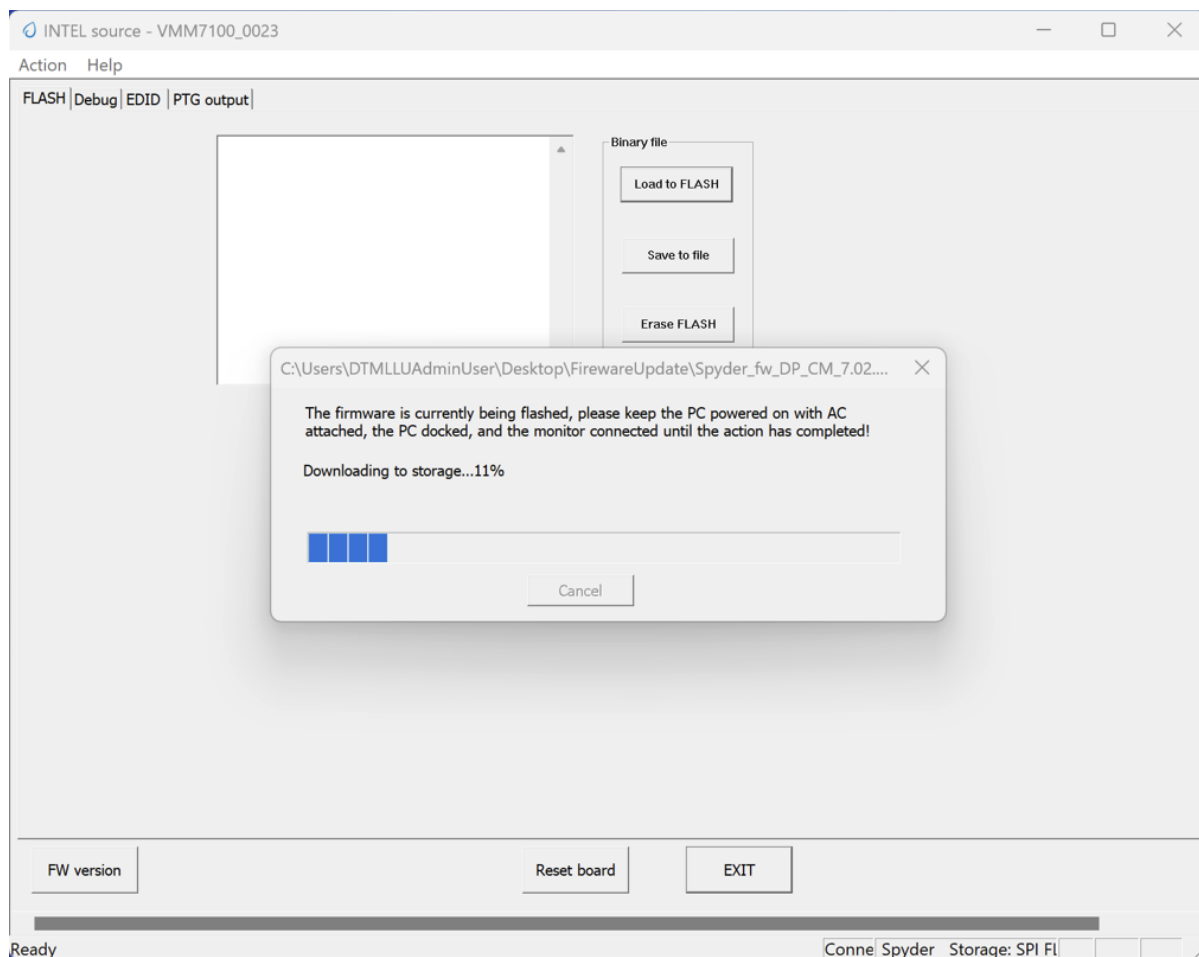 INTEL source - VMM7100_0023
Action Help
FLASH Debug EDID PTG output
Binary file
Load to FLASH
Save to file
Erase FLASH
C:\Users\DTMLLUAdminUser\Desktop\FirewareUpdate\Spyder_fw_DP_CM_7.02....
The firmware is currently being flashed, please keep the PC powered on with AC
attached, the PC docked, and the monitor connected until the action has completed!
Downloading to storage...11%
Cancel
FW version Reset board EXIT
Ready Conne Spyder Storage: SPI Fl